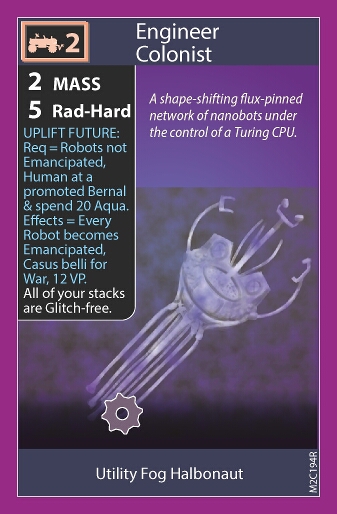 2
Engineer
Colonist
2 MASS
5 Rad-Hard
UPLIFT FUTURE:
Req = Robots not
Emancipated,
Human at a
promoted Bernal
& spend 20 Aqua.
Effects = Every
Robot becomes
Emancipated,
Casus belli for
War, 12 VP.
All of your stacks
are Glitch-free.
A shape-shifting flux-pinned
network of nanobots under
the control of a Turing CPU.
Utility Fog Halbonaut
M2C194R